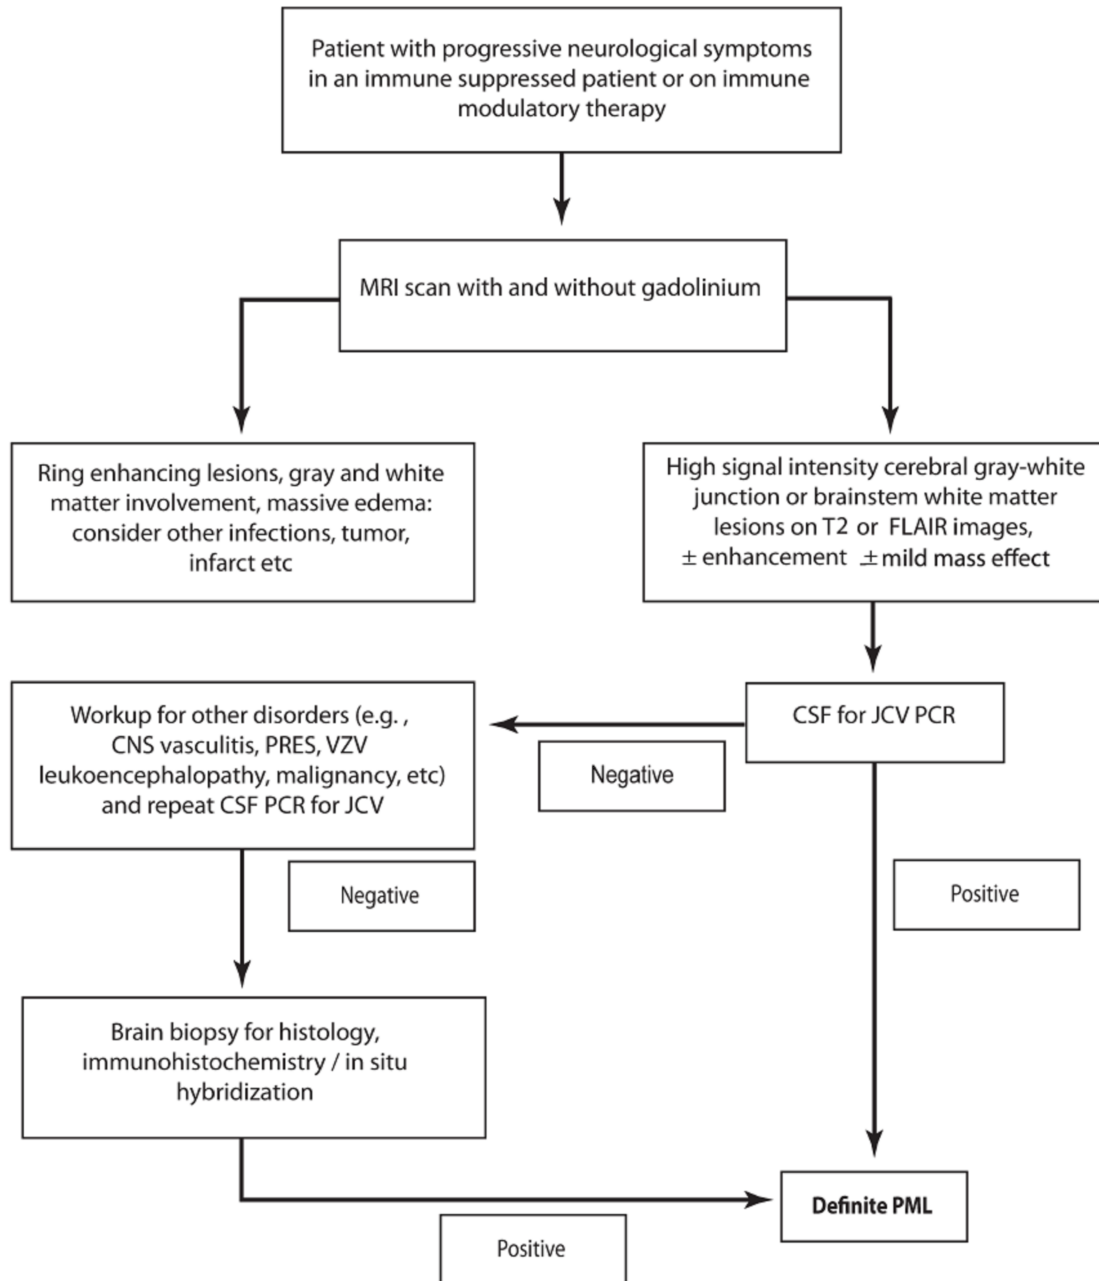 Patient with progressive neurological symptoms
in an immune suppressed patient or on immune
modulatory therapy
MRI scan with and without gadolinium
Ring enhancing lesions, gray and white
matter involvement, massive edema:
consider other infections, tumor,
infarct etc
High signal intensity cerebral gray-white
junction or brainstem white matter
lesions on T2 or FLAIR images,
± enhancement ± mild mass effect
CSF for JCV PCR
Negative
Workup for other disorders (e.g. ,
CNS vasculitis, PRES, VZV
leukoencephalopathy, malignancy, etc)
and repeat CSF PCR for JCV
Negative
Positive
Brain biopsy for histology,
immunohistochemistry / in situ
hybridization
Positive
Definite PML